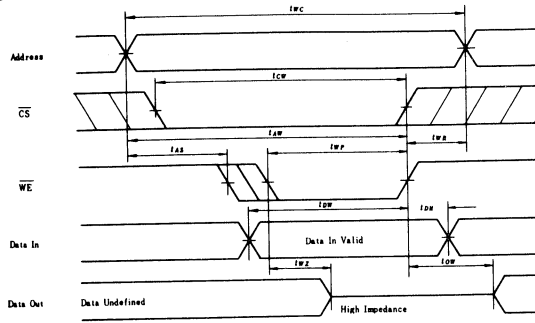 tWC
Address
tCW
CS
tAW
tWR
tAS
tWP
WE
tDW
tDH
Data In
Data In Valid
tWZ
tOW
Data Out
Data Undefined
High Impedance